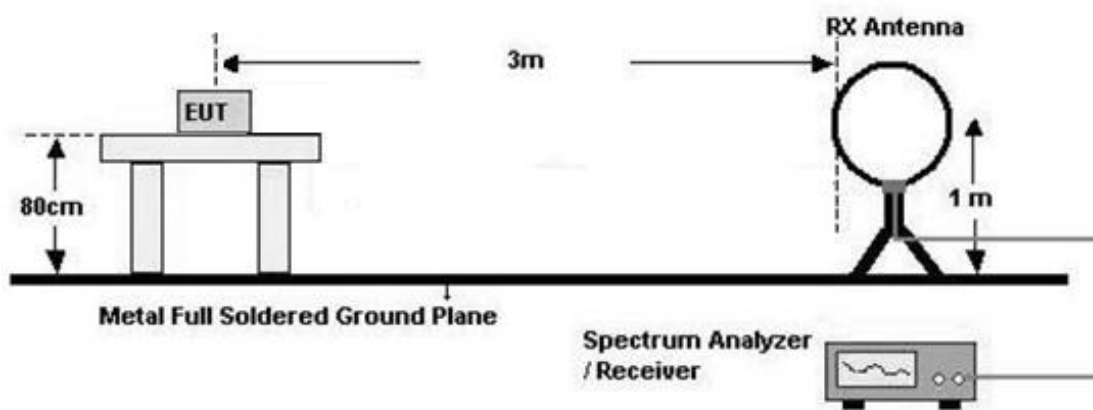 RX Antenna
3m
EUT
80cm
1 m
Metal Full Soldered Ground Plane
Spectrum Analyzer
/ Receiver